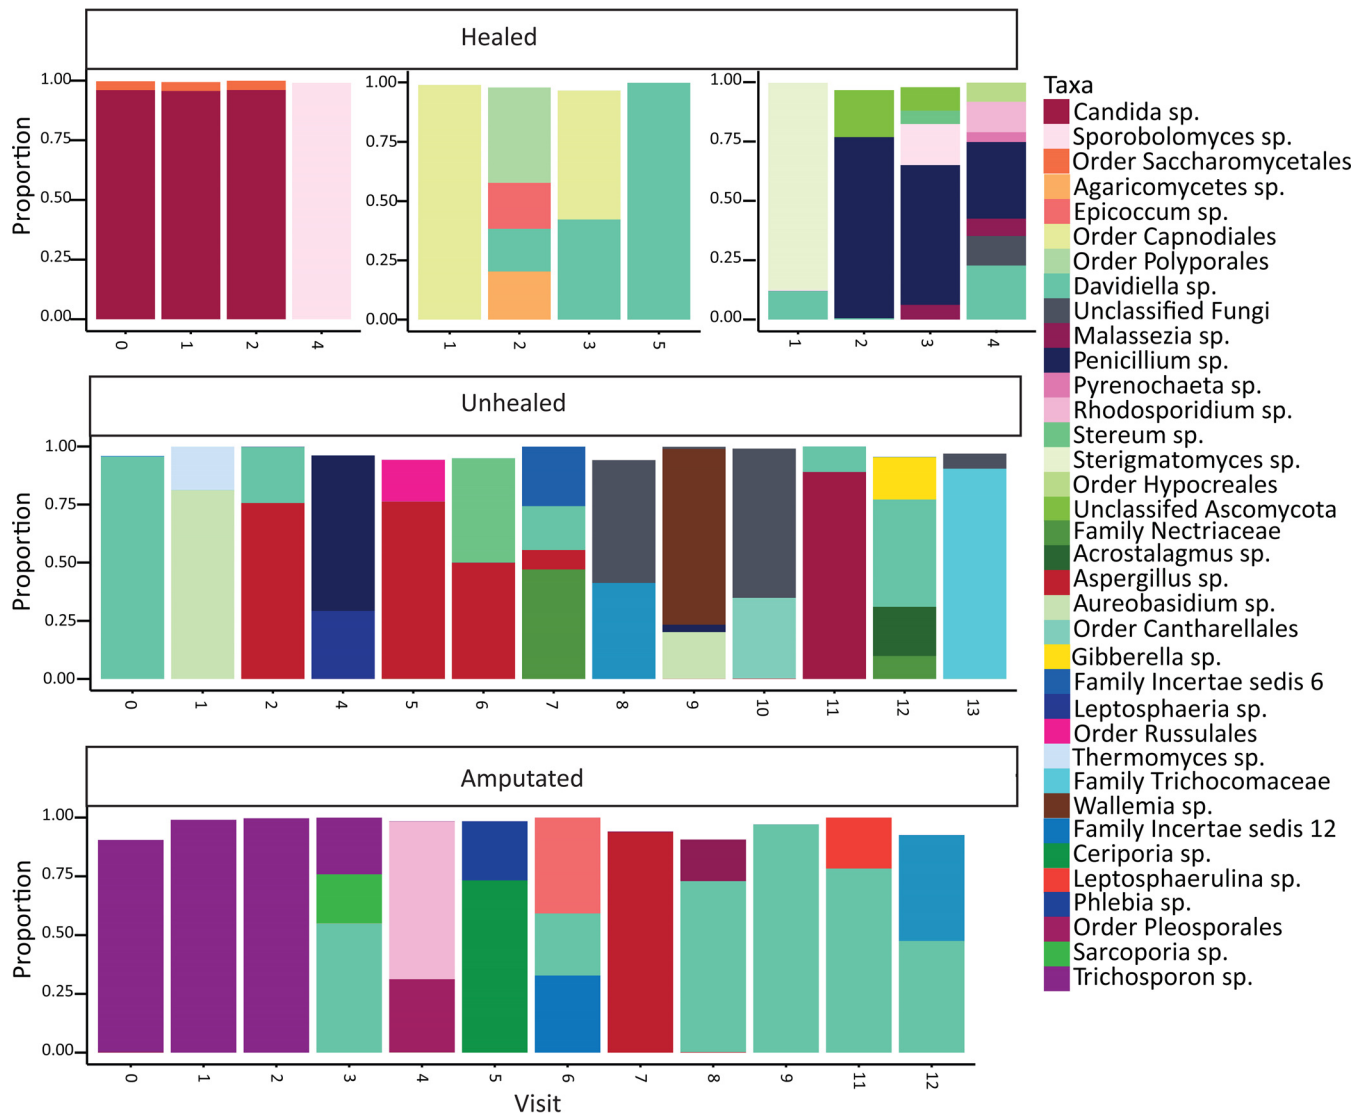 Healed
Proportion
1.00
0.75
0.50
0.25
0.00
0 1 2 4
1.00
0.75
0.50
0.25
0.00
1 2 3 5
1.00
0.75
0.50
0.25
0.00
1 2 3 4
Unhealed
Proportion
1.00
0.75
0.50
0.25
0.00
0 1 2 4 5 6 7 8 9 10 11 12 13
Amputated
Proportion
1.00
0.75
0.50
0.25
0.00
0 1 2 3 4 5 6 7 8 9 11 12
Visit
Taxa
Candida sp.
Sporobolomyces sp.
Order Saccharomycetales
Agaricomycetes sp.
Epicoccum sp.
Order Capnodiales
Order Polyporales
Davidiella sp.
Unclassified Fungi
Malassezia sp.
Penicillium sp.
Pyrenochaeta sp.
Rhodosporidium sp.
Stereum sp.
Sterigmatomyces sp.
Order Hypocreales
Unclassifed Ascomycota
Family Nectriaceae
Acrostalagmus sp.
Aspergillus sp.
Aureobasidium sp.
Order Cantharellales
Gibberella sp.
Family Incertae sedis 6
Leptosphaeria sp.
Order Russulales
Thermomyces sp.
Family Trichocomaceae
Wallemia sp.
Family Incertae sedis 12
Ceriporia sp.
Leptosphaerulina sp.
Phlebia sp.
Order Pleosporales
Sarcoporia sp.
Trichosporon sp.